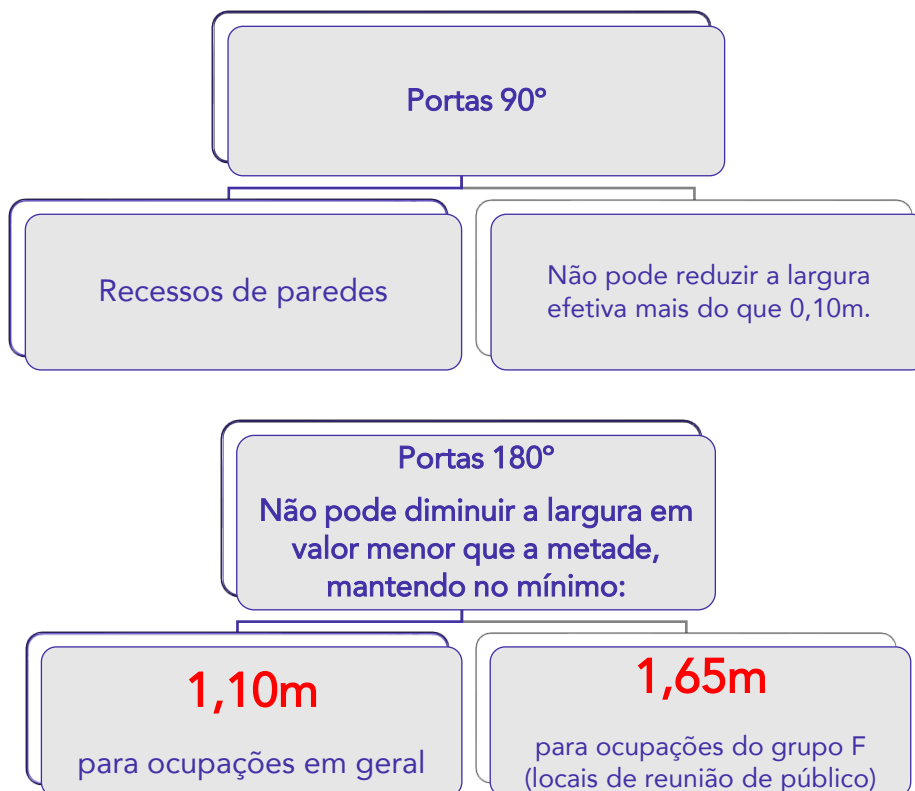 Portas 90º
Recessos de paredes
Não pode reduzir a largura
efetiva mais do que 0,10m.
Portas 180º
Não pode diminuir a largura em
valor menor que a metade,
mantendo no mínimo:
1,10m
para ocupações em geral
1,65m
para ocupações do grupo F
(locais de reunião de público)